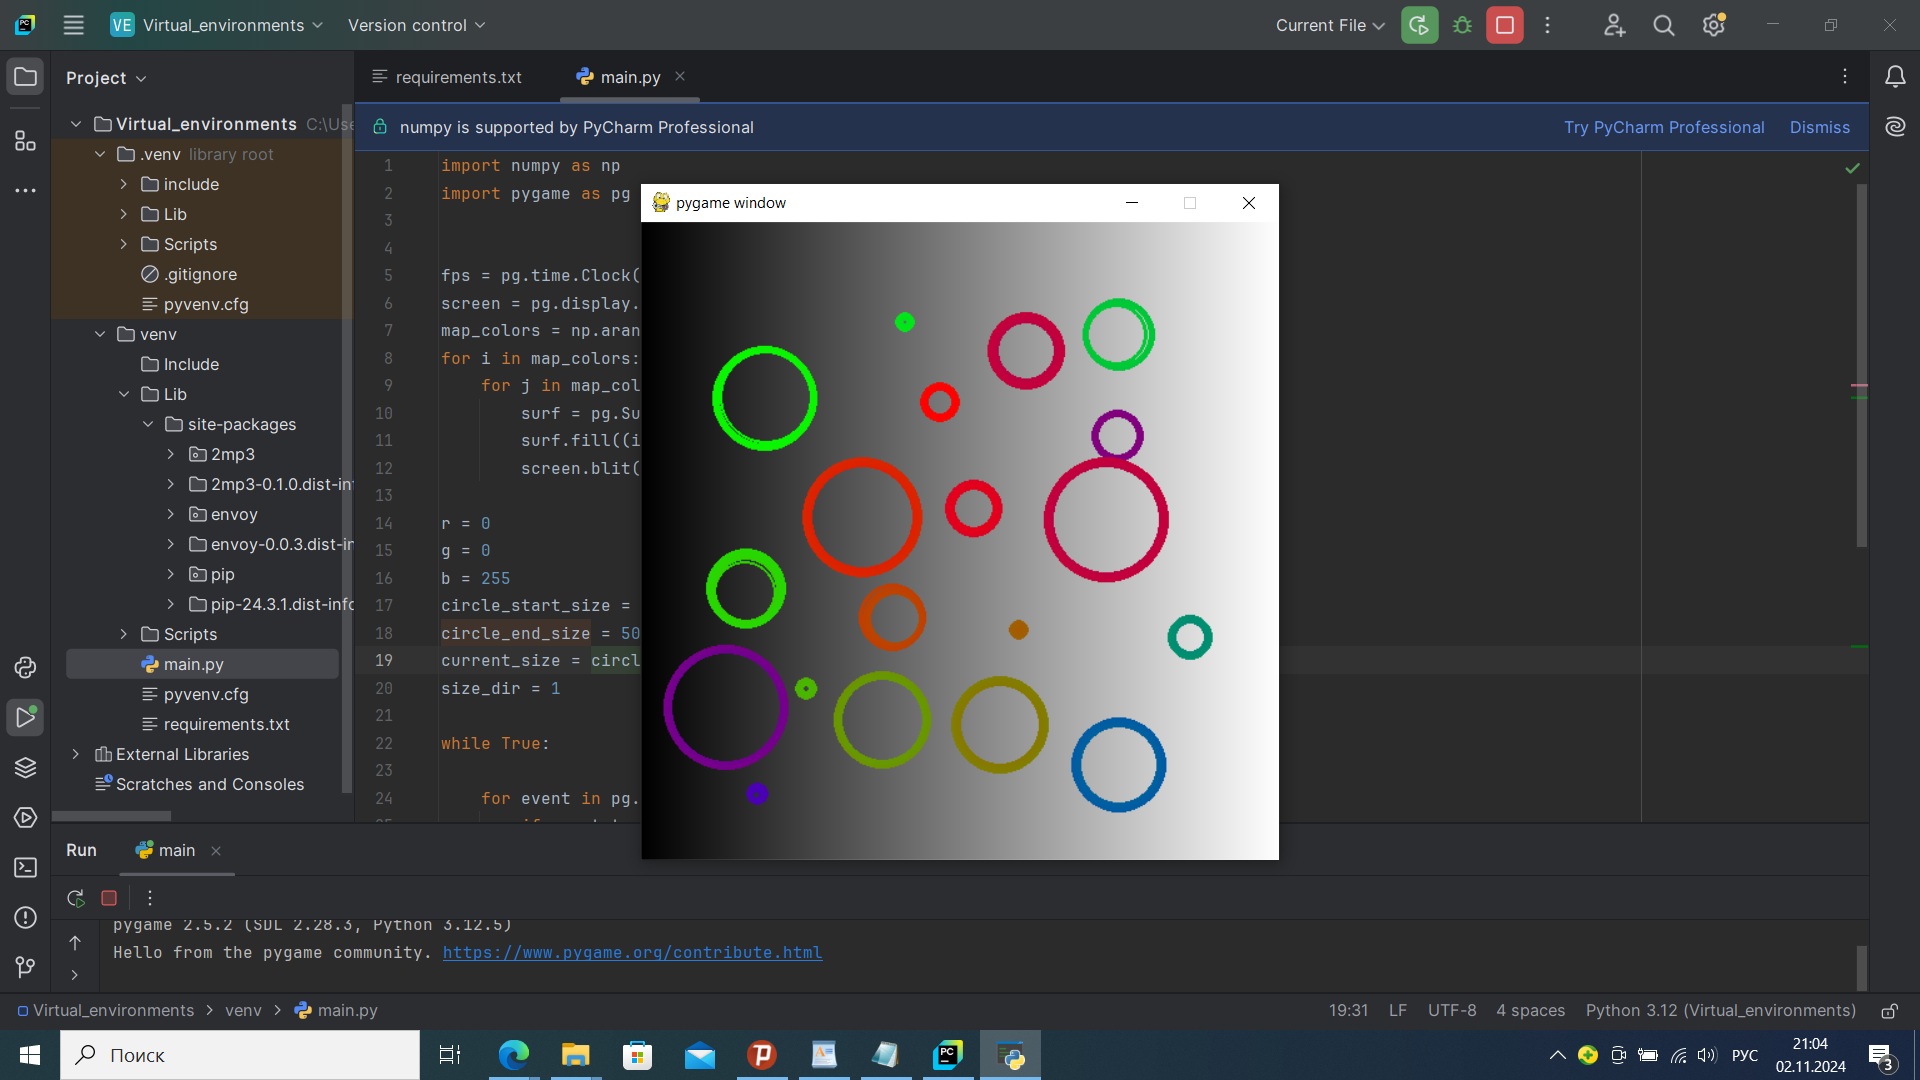 PC
VE Virtual_environments
Version control
Current File
Project
requirements.txt
main.py
numpy is supported by PyCharm Professional
Try PyCharm Professional
Dismiss
Virtual_environments C:\Use
.venv library root
include
Lib
Scripts
.gitignore
pyvenv.cfg
venv
Include
Lib
site-packages
2mp3
2mp3-0.1.0.dist-inf
envoy
envoy-0.0.3.dist-in
pip
pip-24.3.1.dist-info
Scripts
main.py
pyvenv.cfg
requirements.txt
External Libraries
Scratches and Consoles
1 import numpy as np
2 import pygame as pg
3
4
5 fps = pg.time.Clock(
6 screen = pg.display.
7 map_colors = np.aran
8 for i in map_colors:
9 for j in map_col
10 surf = pg.Su
11 surf.fill((i
12 screen.blit(
13
14 r = 0
15 g = 0
16 b = 255
17 circle_start_size =
18 circle_end_size = 50
19 current_size = circl
20 size_dir = 1
21
22 while True:
23
24 for event in pg.
pygame window
Run
main
pygame 2.5.2 (SDL 2.28.3, Python 3.12.5)
Hello from the pygame community. https://www.pygame.org/contribute.html
Virtual_environments > venv > main.py
19:31
LF
UTF-8
4 spaces
Python 3.12 (Virtual_environments)
Поиск
PC
РУС
21:04
02.11.2024
3